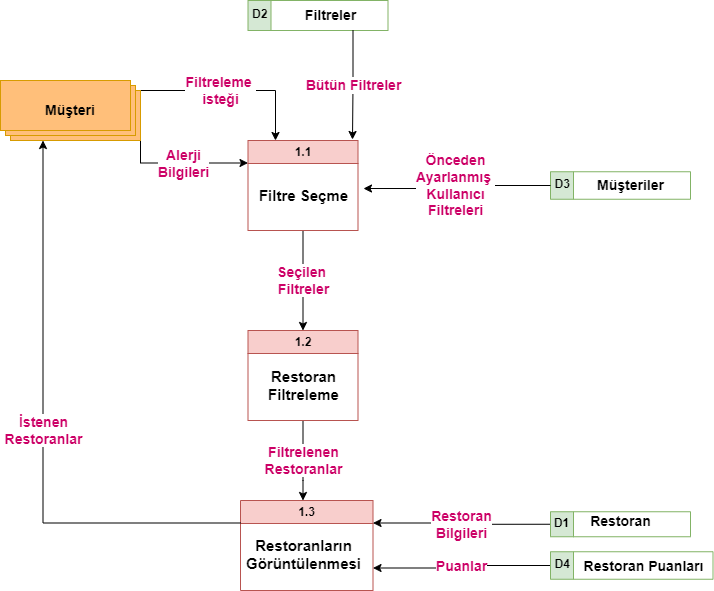 D2
Filtreler
Bütün Filtreler
Filtreleme
isteği
Müşteri
Alerji
Bilgileri
1.1
Filtre Seçme
Önceden
Ayarlanmış
Kullanıcı
Filtreleri
D3
Müşteriler
Seçilen
Filtreler
1.2
Restoran
Filtreleme
İstenen
Restoranlar
Filtrelenen
Restoranlar
1.3
Restoranların
Görüntülenmesi
Restoran
Bilgileri
D1
Restoran
Puanlar
D4
Restoran Puanları